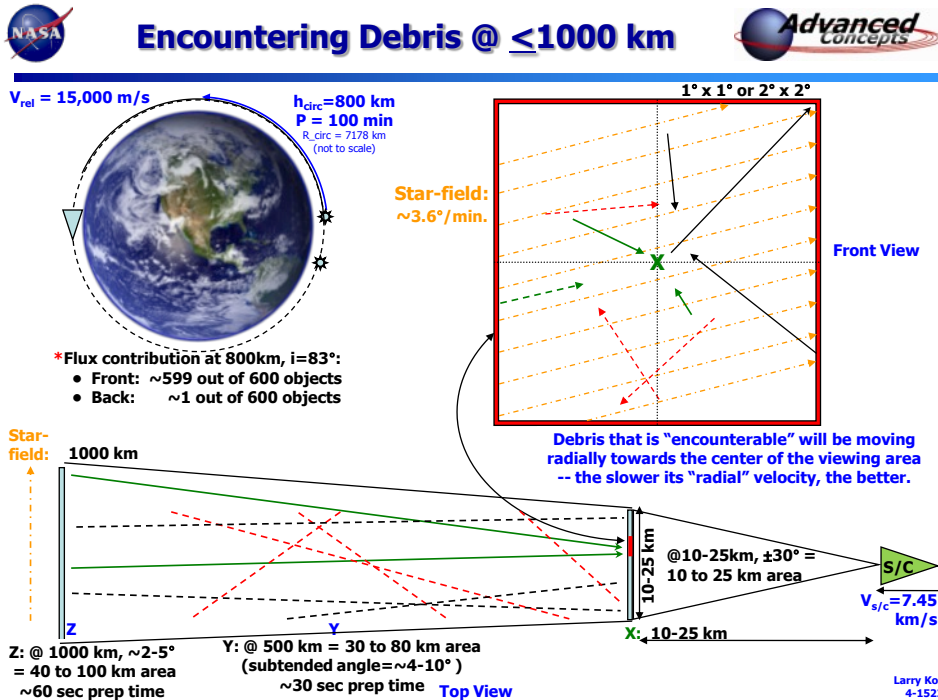 NASA
Encountering Debris @ <1000 km
Advanced
Concepts
V_rel = 15,000 m/s
h_circ=800 km
P = 100 min
R_circ = 7178 km
(not to scale)
1° x 1° or 2° x 2°
Star-field:
~3.6°/min.
X
Front View
*Flux contribution at 800km, i=83°:
• Front: ~599 out of 600 objects
• Back: ~1 out of 600 objects
Debris that is “encounterable” will be moving
radially towards the center of the viewing area
-- the slower its “radial” velocity, the better.
Star-
field:
1000 km
10-25 km
@10-25km, ±30° =
10 to 25 km area
S/C
V_s/c=7.45
km/s
Z
Y
X: 10-25 km
Z: @ 1000 km, ~2-5°
= 40 to 100 km area
~60 sec prep time
Y: @ 500 km = 30 to 80 km area
(subtended angle=~4-10° )
~30 sec prep time
Top View
Larry Ko
4-152